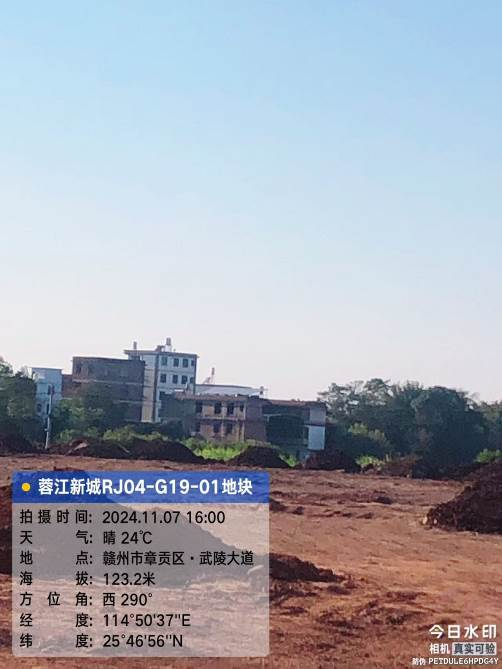 蓉江新城RJ04-G19-01地块
拍摄时间: 2024.11.07 16:00
天气: 晴 24℃
地点: 赣州市章贡区·武陵大道
海拔: 123.2米
方位角: 西 290°
经度: 114°50'37"E
纬度: 25°46'56"N
今日水印
相机 真实可验
防伪 PETDULE6HPDG4Y